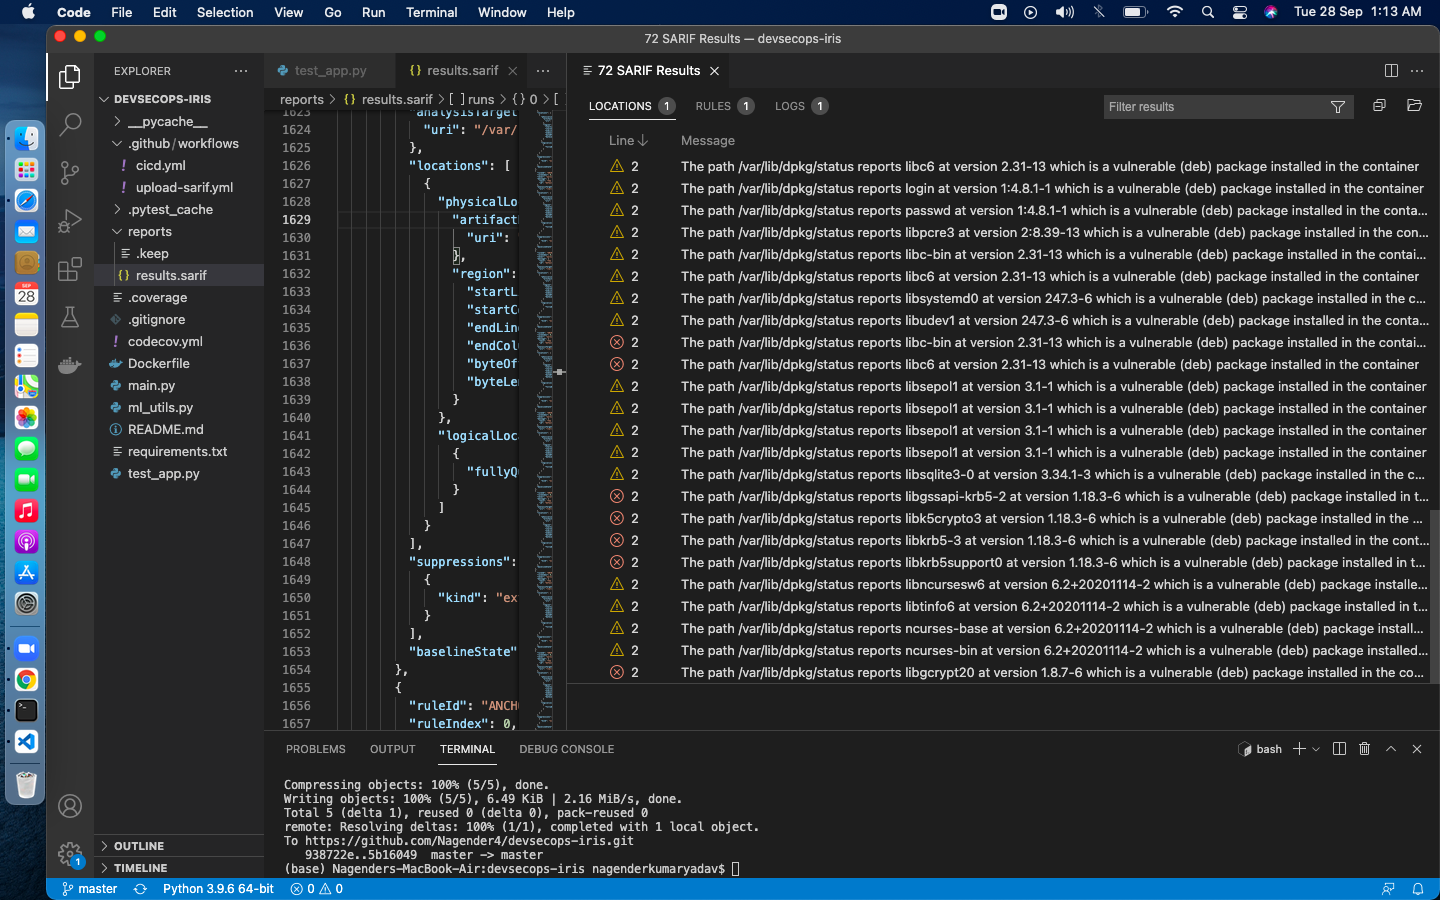 Code File Edit Selection View Go Run Terminal Window Help Tue 28 Sep 1:13 AM
72 SARIF Results — devsecops-iris
EXPLORER
DEVSECOPS-IRIS
__pycache__
.github/workflows
cicd.yml
upload-sarif.yml
.pytest_cache
reports
.keep
results.sarif
.coverage
.gitignore
codecov.yml
Dockerfile
main.py
ml_utils.py
README.md
requirements.txt
test_app.py
OUTLINE
TIMELINE
SEP
28
1
test_app.py {} results.sarif
reports > {} results.sarif > [ ] runs > {} 0 > [
1623 "analysisTarget
1624 "uri": "/var/
1625 },
1626 "locations": [
1627 {
1628 "physicalLo
1629 "artifact
1630 "uri":
1631 },
1632 "region":
1633 "startL
1634 "startC
1635 "endLin
1636 "endCol
1637 "byteOf
1638 "byteLe
1639 }
1640 },
1641 "logicalLoc
1642 {
1643 "fullyQ
1644 }
1645 ]
1646 }
1647 ],
1648 "suppressions":
1649 {
1650 "kind": "ex
1651 }
1652 ],
1653 "baselineState"
1654 },
1655 {
1656 "ruleId": "ANCH
1657 "ruleIndex": 0,
72 SARIF Results
LOCATIONS 1 RULES 1 LOGS 1 Filter results
Line Message
2 The path /var/lib/dpkg/status reports libc6 at version 2.31-13 which is a vulnerable (deb) package installed in the container
2 The path /var/lib/dpkg/status reports login at version 1:4.8.1-1 which is a vulnerable (deb) package installed in the container
2 The path /var/lib/dpkg/status reports passwd at version 1:4.8.1-1 which is a vulnerable (deb) package installed in the conta...
2 The path /var/lib/dpkg/status reports libpcre3 at version 2:8.39-13 which is a vulnerable (deb) package installed in the con...
2 The path /var/lib/dpkg/status reports libc-bin at version 2.31-13 which is a vulnerable (deb) package installed in the contai...
2 The path /var/lib/dpkg/status reports libc6 at version 2.31-13 which is a vulnerable (deb) package installed in the container
2 The path /var/lib/dpkg/status reports libsystemd0 at version 247.3-6 which is a vulnerable (deb) package installed in the c...
2 The path /var/lib/dpkg/status reports libudev1 at version 247.3-6 which is a vulnerable (deb) package installed in the conta...
2 The path /var/lib/dpkg/status reports libc-bin at version 2.31-13 which is a vulnerable (deb) package installed in the contai...
2 The path /var/lib/dpkg/status reports libc6 at version 2.31-13 which is a vulnerable (deb) package installed in the container
2 The path /var/lib/dpkg/status reports libsepol1 at version 3.1-1 which is a vulnerable (deb) package installed in the container
2 The path /var/lib/dpkg/status reports libsepol1 at version 3.1-1 which is a vulnerable (deb) package installed in the container
2 The path /var/lib/dpkg/status reports libsepol1 at version 3.1-1 which is a vulnerable (deb) package installed in the container
2 The path /var/lib/dpkg/status reports libsepol1 at version 3.1-1 which is a vulnerable (deb) package installed in the container
2 The path /var/lib/dpkg/status reports libsqlite3-0 at version 3.34.1-3 which is a vulnerable (deb) package installed in the c...
2 The path /var/lib/dpkg/status reports libgssapi-krb5-2 at version 1.18.3-6 which is a vulnerable (deb) package installed in t...
2 The path /var/lib/dpkg/status reports libk5crypto3 at version 1.18.3-6 which is a vulnerable (deb) package installed in the ...
2 The path /var/lib/dpkg/status reports libkrb5-3 at version 1.18.3-6 which is a vulnerable (deb) package installed in the cont...
2 The path /var/lib/dpkg/status reports libkrb5support0 at version 1.18.3-6 which is a vulnerable (deb) package installed in t...
2 The path /var/lib/dpkg/status reports libncursesw6 at version 6.2+20201114-2 which is a vulnerable (deb) package installe...
2 The path /var/lib/dpkg/status reports libtinfo6 at version 6.2+20201114-2 which is a vulnerable (deb) package installed in t...
2 The path /var/lib/dpkg/status reports ncurses-base at version 6.2+20201114-2 which is a vulnerable (deb) package install...
2 The path /var/lib/dpkg/status reports ncurses-bin at version 6.2+20201114-2 which is a vulnerable (deb) package installed...
2 The path /var/lib/dpkg/status reports libgcrypt20 at version 1.8.7-6 which is a vulnerable (deb) package installed in the co...
PROBLEMS OUTPUT TERMINAL DEBUG CONSOLE bash
Compressing objects: 100% (5/5), done.
Writing objects: 100% (5/5), 6.49 KiB | 2.16 MiB/s, done.
Total 5 (delta 1), reused 0 (delta 0), pack-reused 0
remote: Resolving deltas: 100% (1/1), completed with 1 local object.
To https://github.com/Nagender4/devsecops-iris.git
938722e..5b16049 master -> master
(base) Nagenders-MacBook-Air:devsecops-iris nagenderkumaryadav$
master Python 3.9.6 64-bit 0 0